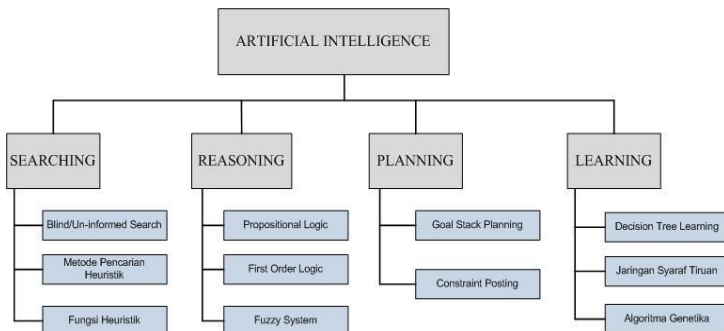 ARTIFICIAL INTELLIGENCE
SEARCHING
REASONING
PLANNING
LEARNING
Blind/Un-informed Search
Metode Pencarian
Heuristik
Fungsi Heuristik
Propositional Logic
First Order Logic
Fuzzy System
Goal Stack Planning
Constraint Posting
Decision Tree Learning
Jaringan Syaraf Tiruan
Algoritma Genetika